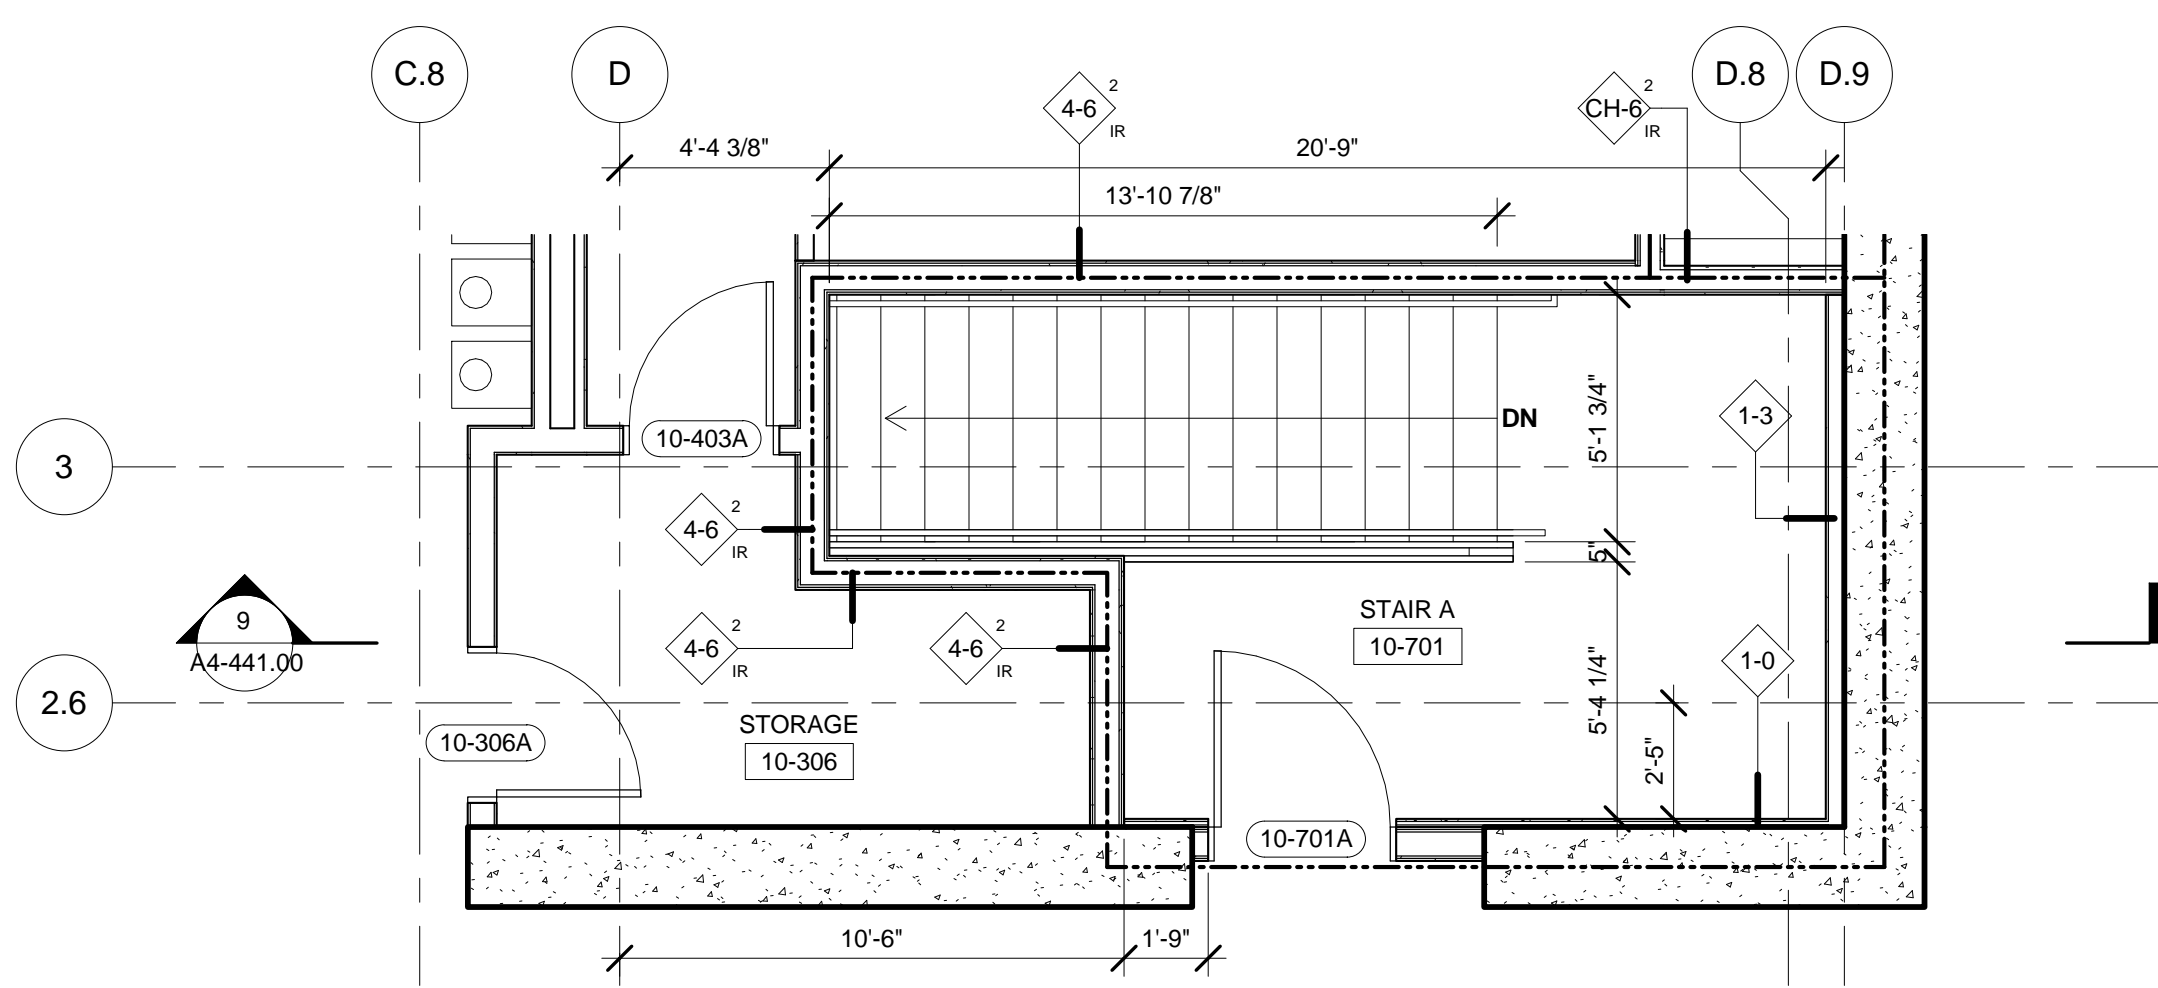 C.8
D
D.8
D.9
4-6
2
IR
CH-6
2
IR
4'-4 3/8"
20'-9"
13'-10 7/8"
3
10-403A
DN
5'-1 3/4"
1-3
4-6
2
IR
5"
9
A4-441.00
4-6
2
IR
4-6
2
IR
STAIR A
10-701
1-0
2.6
5'-4 1/4"
2'-5"
10-306A
STORAGE
10-306
10-701A
10'-6"
1'-9"